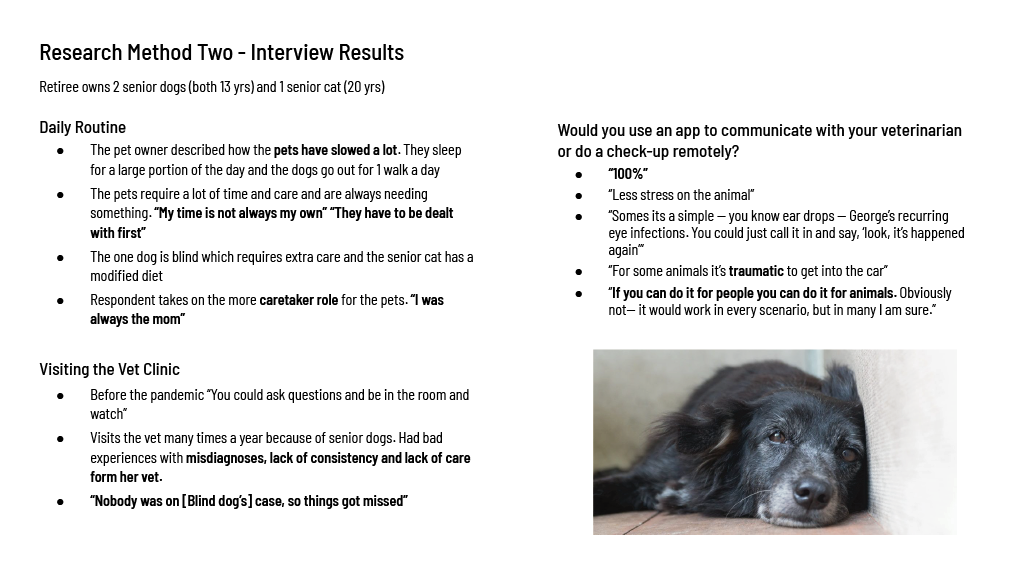 Research Method Two - Interview Results
Retiree owns 2 senior dogs (both 13 yrs) and 1 senior cat (20 yrs)
Daily Routine
● The pet owner described how the pets have slowed a lot. They sleep
for a large portion of the day and the dogs go out for 1 walk a day
● The pets require a lot of time and care and are always needing
something. “My time is not always my own” “They have to be dealt
with first”
● The one dog is blind which requires extra care and the senior cat has a
modified diet
● Respondent takes on the more caretaker role for the pets. “I was
always the mom”
Visiting the Vet Clinic
● Before the pandemic “You could ask questions and be in the room and
watch”
● Visits the vet many times a year because of senior dogs. Had bad
experiences with misdiagnoses, lack of consistency and lack of care
form her vet.
● “Nobody was on [Blind dog’s] case, so things got missed”
Would you use an app to communicate with your veterinarian
or do a check-up remotely?
● “100%”
● “Less stress on the animal”
● “Somes its a simple — you know ear drops — George’s recurring
eye infections. You could just call it in and say, ‘look, it’s happened
again’”
● “For some animals it’s traumatic to get into the car”
● “If you can do it for people you can do it for animals. Obviously
not— it would work in every scenario, but in many I am sure.”